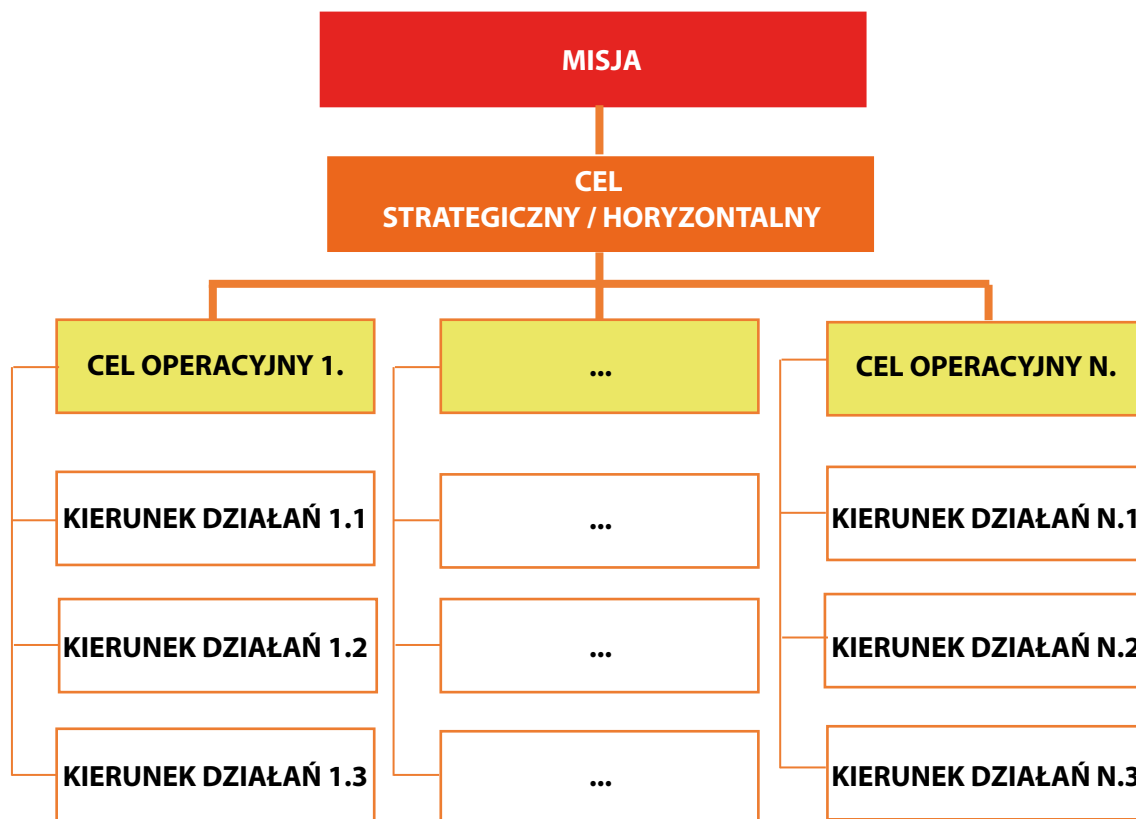 MISJA
CEL
STRATEGICZNY / HORYZONTALNY
CEL OPERACYJNY 1.
...
CEL OPERACYJNY N.
KIERUNEK DZIAŁAŃ 1.1
...
KIERUNEK DZIAŁAŃ N.1
KIERUNEK DZIAŁAŃ 1.2
...
KIERUNEK DZIAŁAŃ N.2
KIERUNEK DZIAŁAŃ 1.3
...
KIERUNEK DZIAŁAŃ N.3